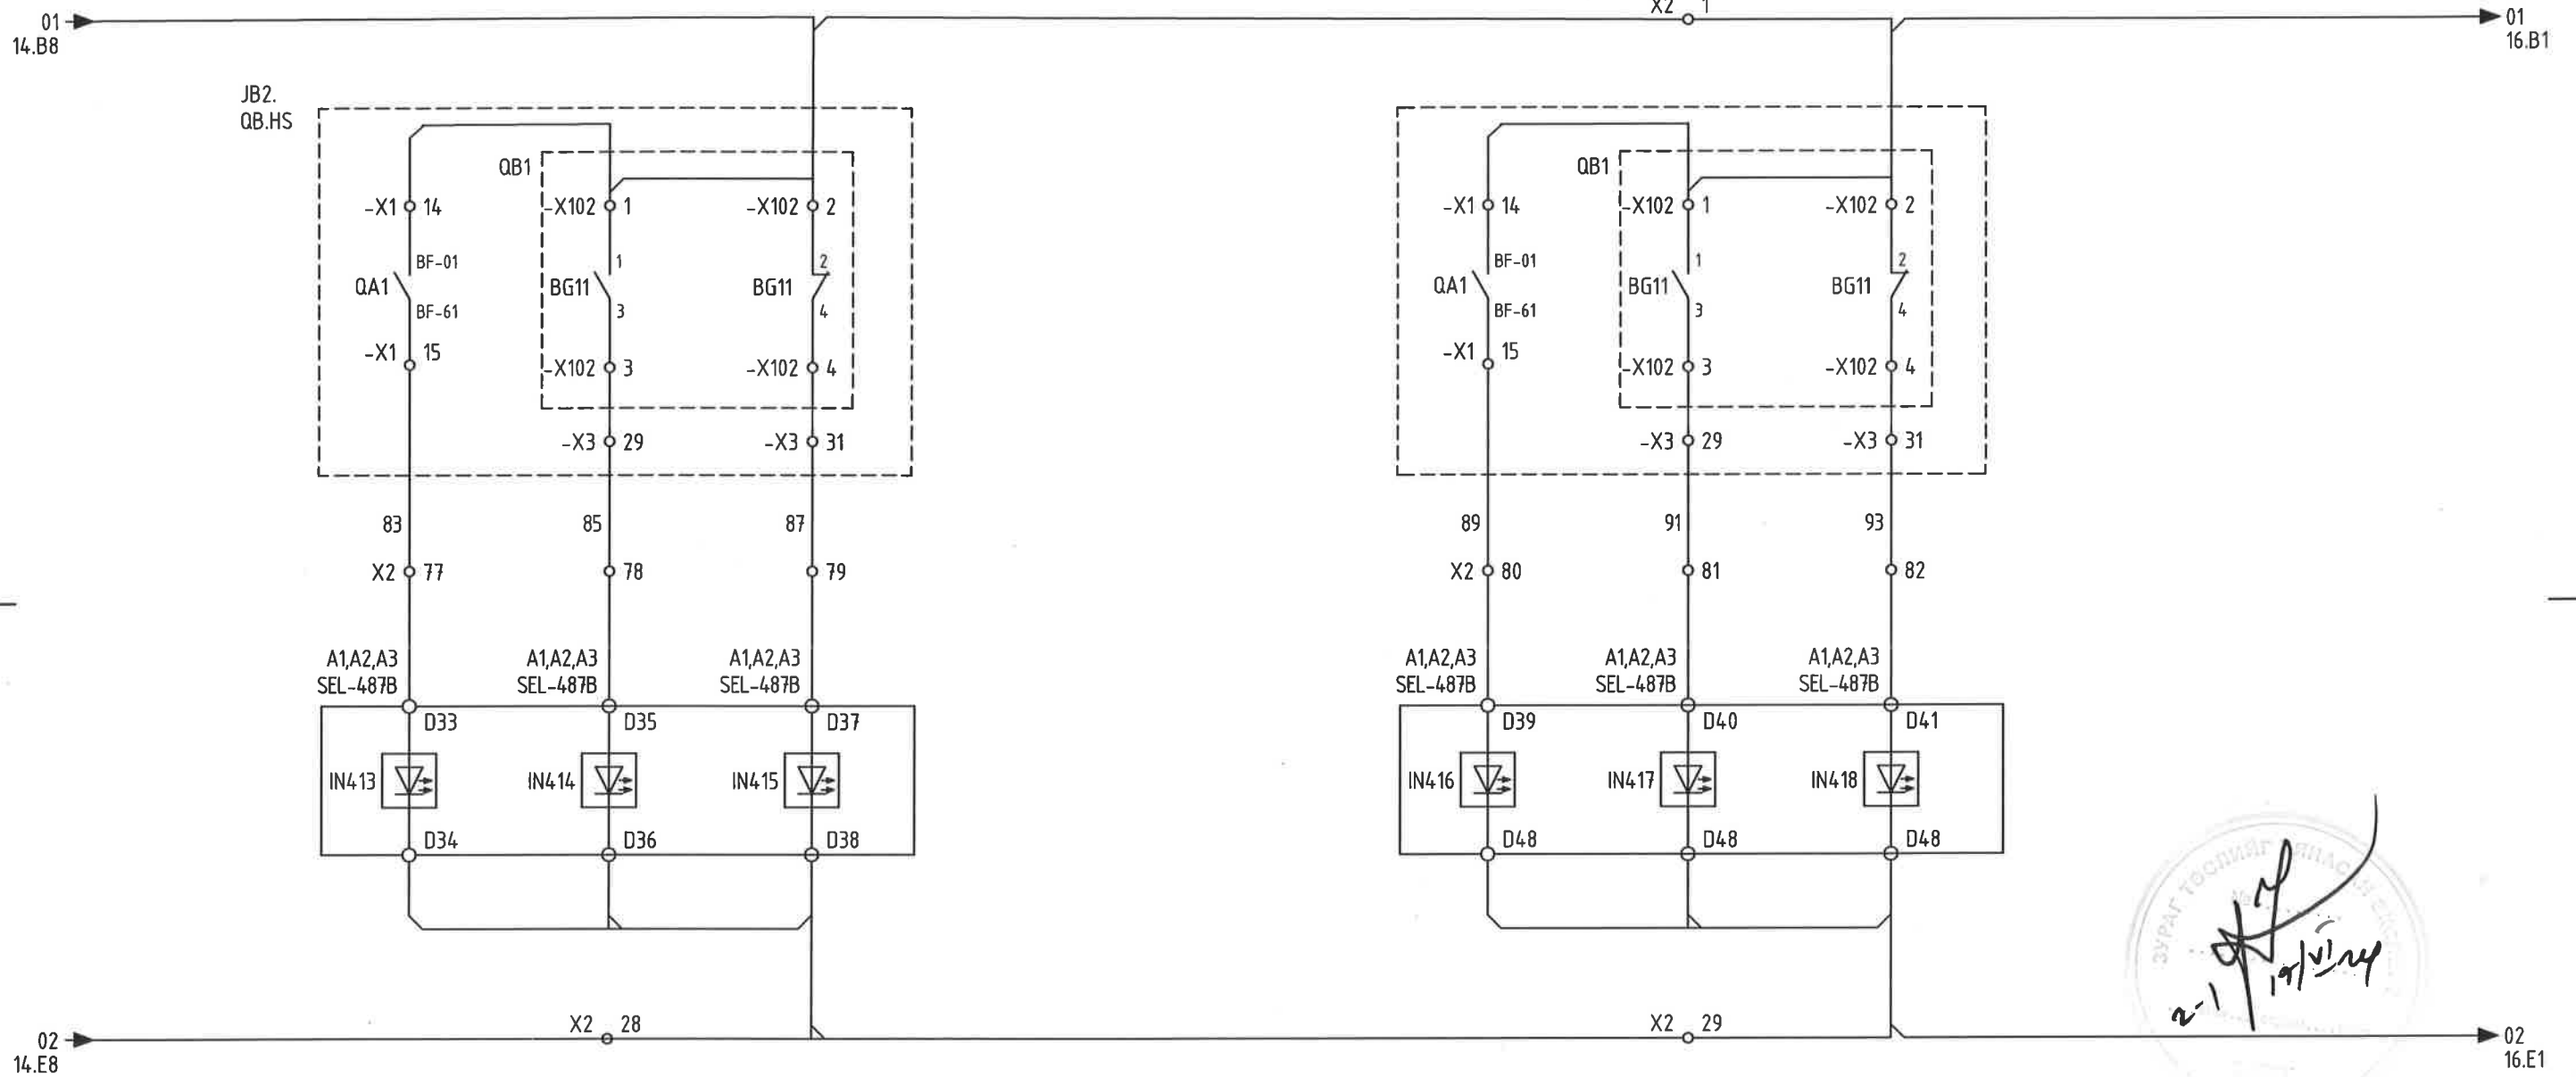 01
14.B8
X2 1
01
16.B1
JB2.
QB.HS
QB1
-X1 14
-X102 1
-X102 2
BF-01
QA1
BF-61
1
BG11
3
2
BG11
4
-X1 15
-X102 3
-X102 4
-X3 29
-X3 31
83
85
87
X2 77
78
79
A1,A2,A3
SEL-487B
A1,A2,A3
SEL-487B
A1,A2,A3
SEL-487B
D33
D35
D37
IN413
IN414
IN415
D34
D36
D38
QB1
-X1 14
-X102 1
-X102 2
BF-01
QA1
BF-61
1
BG11
3
2
BG11
4
-X1 15
-X102 3
-X102 4
-X3 29
-X3 31
89
91
93
X2 80
81
82
A1,A2,A3
SEL-487B
A1,A2,A3
SEL-487B
A1,A2,A3
SEL-487B
D39
D40
D41
IN416
IN417
IN418
D48
D48
D48
ЗУРАГ ТӨСЛИЙГ
2-1
02
14.E8
X2 28
X2 29
02
16.E1